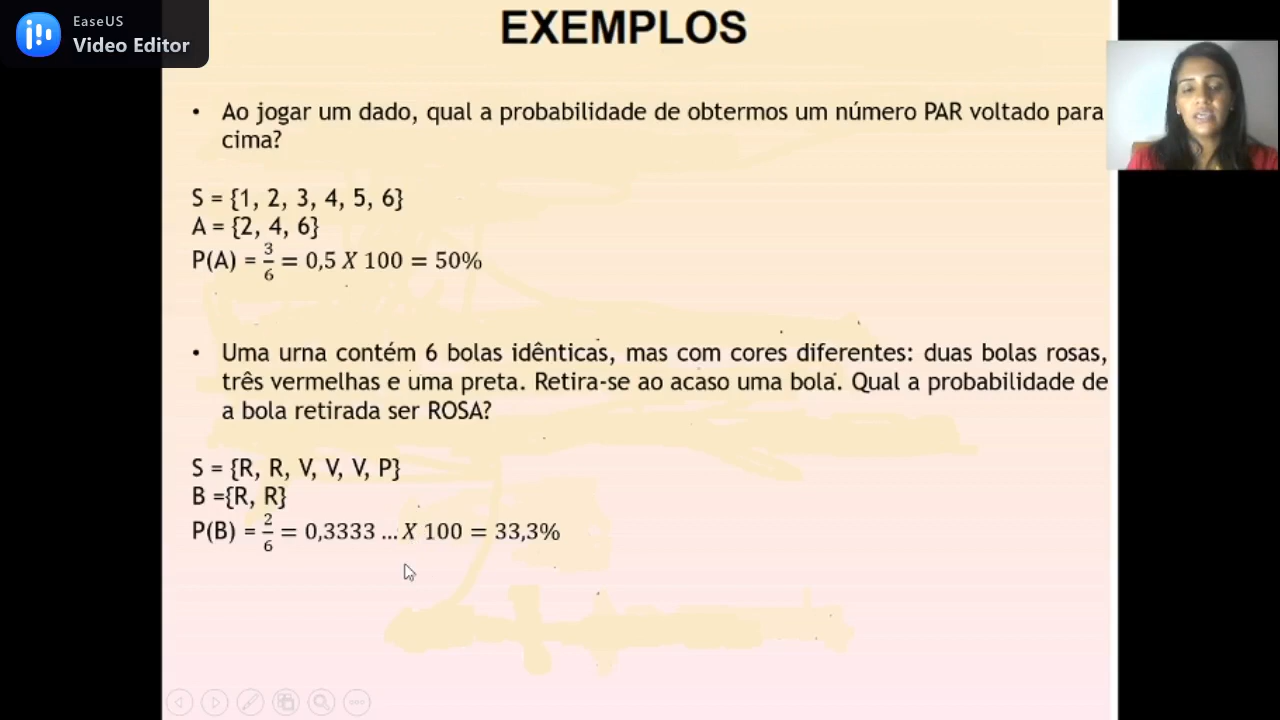 EaseUS
Video Editor
EXEMPLOS
• Ao jogar um dado, qual a probabilidade de obtermos um número PAR voltado para
cima?
S = {1, 2, 3, 4, 5, 6}
A = {2, 4, 6}
P(A) = 3/6 = 0,5 X 100 = 50%
• Uma urna contém 6 bolas idênticas, mas com cores diferentes: duas bolas rosas,
três vermelhas e uma preta. Retira-se ao acaso uma bola. Qual a probabilidade de
a bola retirada ser ROSA?
S = {R, R, V, V, V, P}
B ={R, R}
P(B) = 2/6 = 0,3333 ... X 100 = 33,3%